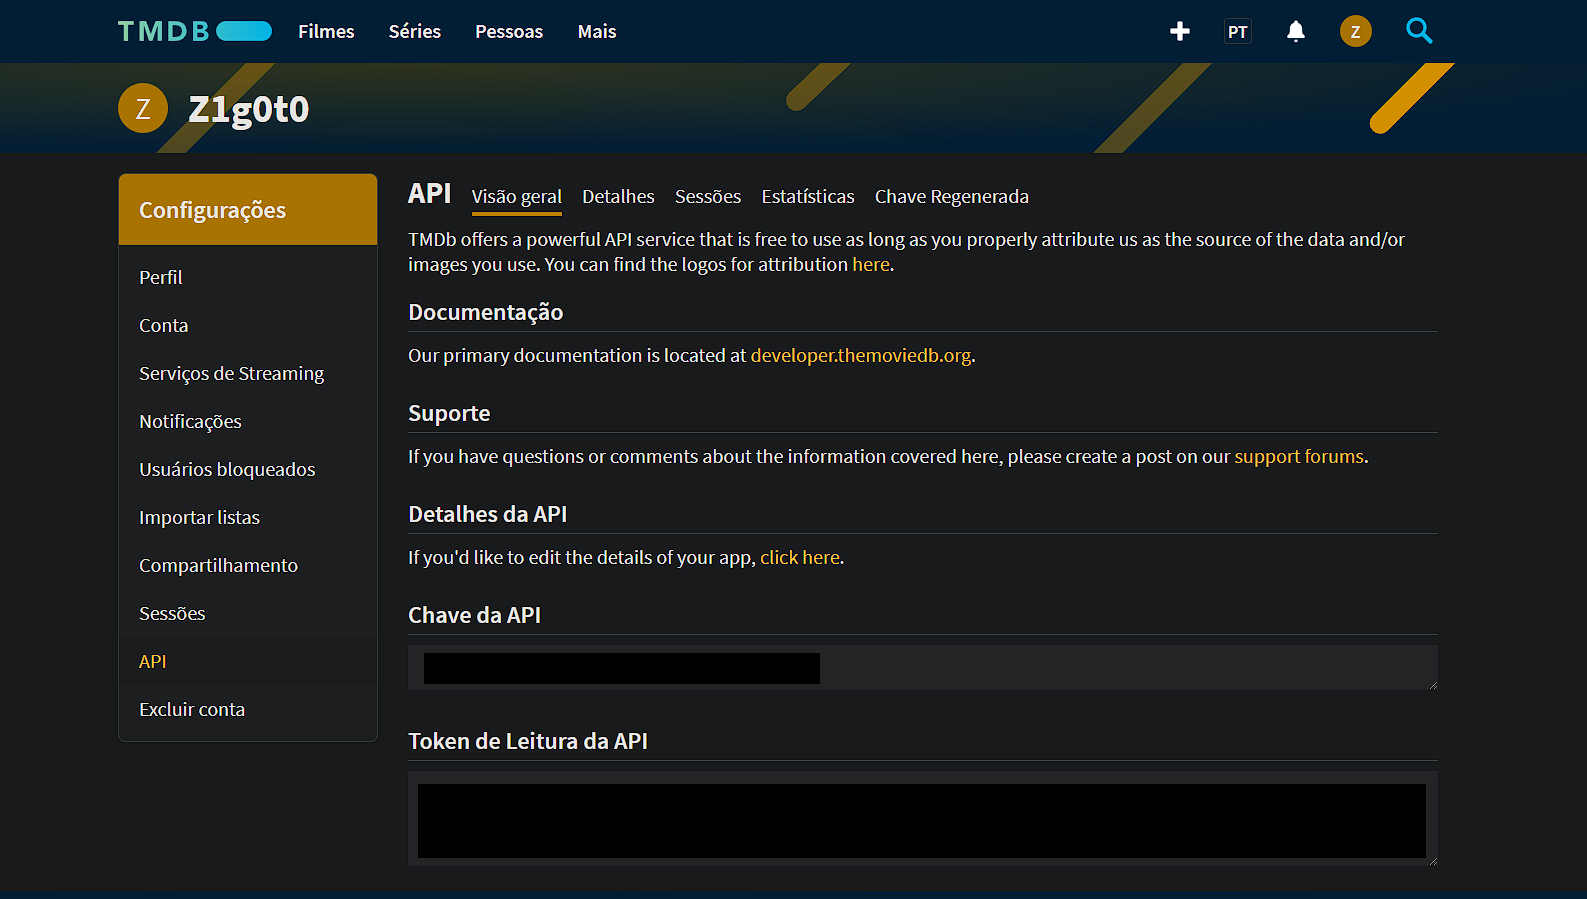 TMDB Filmes Séries Pessoas Mais PT Z
Z Z1g0t0
Configurações
Perfil
Conta
Serviços de Streaming
Notificações
Usuários bloqueados
Importar listas
Compartilhamento
Sessões
API
Excluir conta
API Visão geral Detalhes Sessões Estatísticas Chave Regenerada
TMDb offers a powerful API service that is free to use as long as you properly attribute us as the source of the data and/or
images you use. You can find the logos for attribution here.
Documentação
Our primary documentation is located at developer.themoviedb.org.
Suporte
If you have questions or comments about the information covered here, please create a post on our support forums.
Detalhes da API
If you'd like to edit the details of your app, click here.
Chave da API
Token de Leitura da API